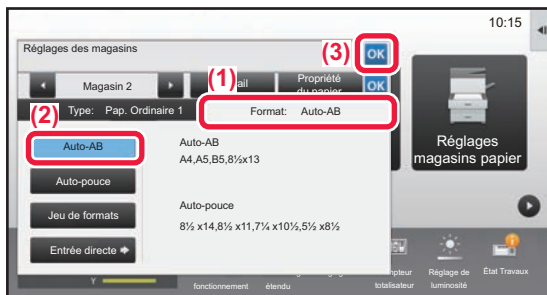 10:15
Réglages des magasins
(3)
OK
Magasin 2
(1)
ail
Propriété
du papier
OK
(2)
Type: Pap. Ordinaire 1
Format: Auto-AB
Auto-AB
Auto-AB
A4,A5,B5,8½x13
Auto-pouce
Auto-pouce
8½ x14,8½ x11,7¼ x10½,5½ x8½
Jeu de formats
Entrée directe
Réglages
magasins papier
Y
fonctionnement
étendu
mpteur
totalisateur
Réglage de
luminosité
État Travaux